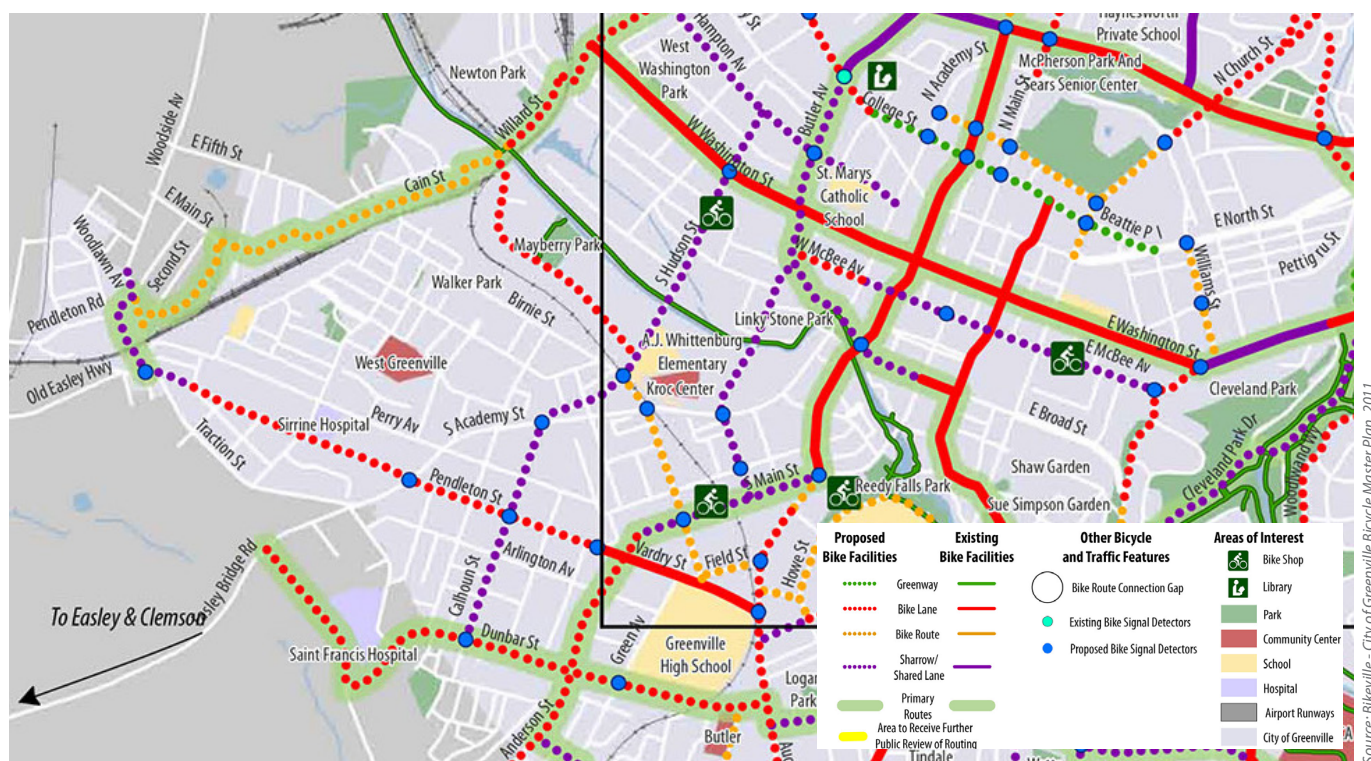 Haynesworth
Private School
Hampton Av
West
Washington
Park
Newton Park
McPherson Park And
Sears Senior Center
N Church St
N Academy St
N Main St
College St
Butler Av
Willard St
Woodside Av
E Fifth St
Cain St
W Washington St
St. Marys
Catholic
School
Beattie Pl
E North St
E Main St
Second St
Woodlawn Av
Mayberry Park
S Hudson St
W McBee Av
Williams St
Pettigru St
Pendleton Rd
Walker Park
Birnie St
Linky Stone Park
E Washington St
A.J. Whittenburg
Elementary
E McBee Av
West Greenville
Kroc Center
Cleveland Park
Old Easley Hwy
Perry Av
S Academy St
E Broad St
Sirrine Hospital
Traction St
Pendleton St
S Main St
Shaw Garden
Reedy Falls Park
Sue Simpson Garden
Cleveland Park Dr
Woodland Wy
Arlington Av
Vardry St
Field St
Howe St
Easley Bridge Rd
To Easley & Clemson
Calhoun St
Dunbar St
Green Av
Saint Francis Hospital
Greenville
High School
Logan
Park
Anderson St
Butler
Tindale
Proposed
Bike Facilities
Existing
Bike Facilities
Greenway
Bike Lane
Bike Route
Sharrow/
Shared Lane
Primary
Routes
Area to Receive Further
Public Review of Routing
Other Bicycle
and Traffic Features
Bike Route Connection Gap
Existing Bike Signal Detectors
Proposed Bike Signal Detectors
Areas of Interest
Bike Shop
Library
Park
Community Center
School
Hospital
Airport Runways
City of Greenville
Source: Bikeville - City of Greenville Bicycle Master Plan, 2011